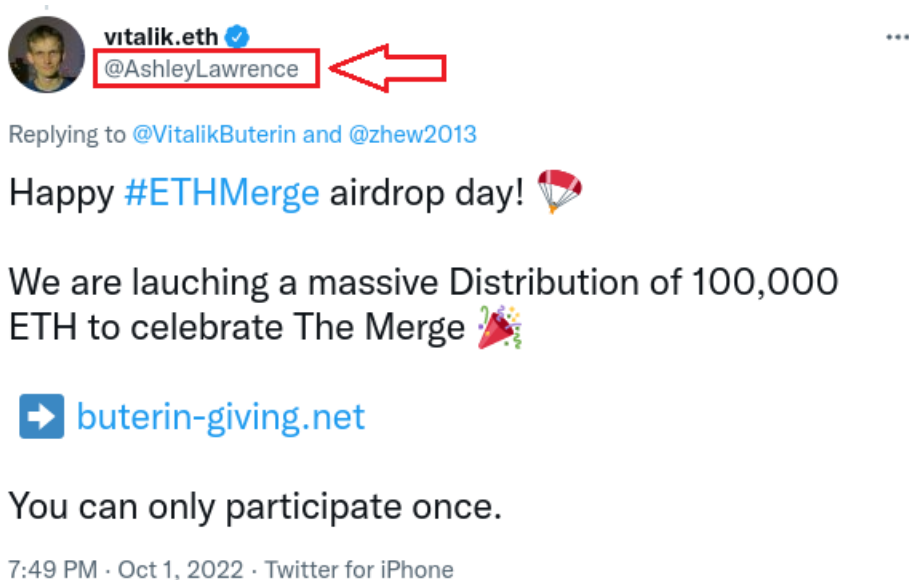 vıtalik.eth
@AshleyLawrence
Replying to @VitalikButerin and @zhew2013
Happy #ETHMerge airdrop day!
We are lauching a massive Distribution of 100,000
ETH to celebrate The Merge
buterin-giving.net
You can only participate once.
7:49 PM · Oct 1, 2022 · Twitter for iPhone